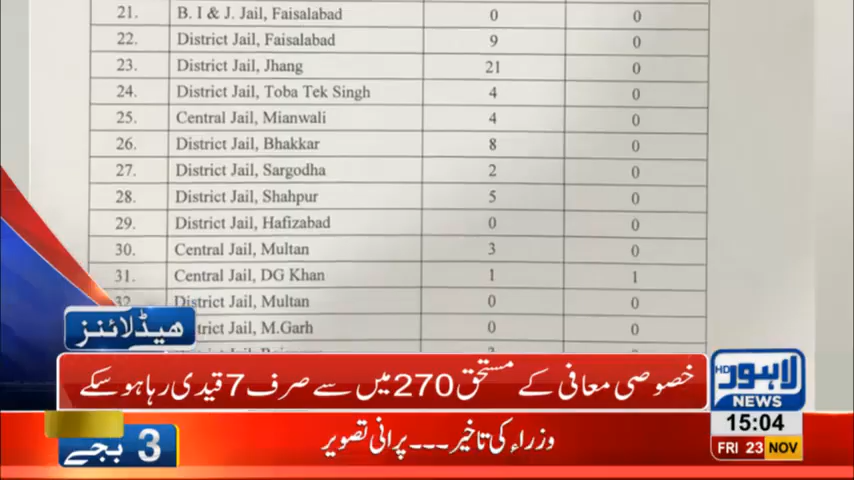 21. B. I & J. Jail, Faisalabad 0 0
22. District Jail, Faisalabad 9 0
23. District Jail, Jhang 21 0
24. District Jail, Toba Tek Singh 4 0
25. Central Jail, Mianwali 4 0
26. District Jail, Bhakkar 8 0
27. District Jail, Sargodha 2 0
28. District Jail, Shahpur 5 0
29. District Jail, Hafizabad 0 0
30. Central Jail, Multan 3 0
31. Central Jail, DG Khan 1 1
32 District Jail, Multan 0 0
trict Jail, M.Garh 0 0
ہیڈلائنز
خصوصی معافی کے مستحق 270 میں سے صرف 7 قیدی رہا ہو سکے
لاہور HD
NEWS
15:04
FRI 23 NOV
3 بجے
وزراء کی تاخیر ۔۔۔ پرانی تصویر